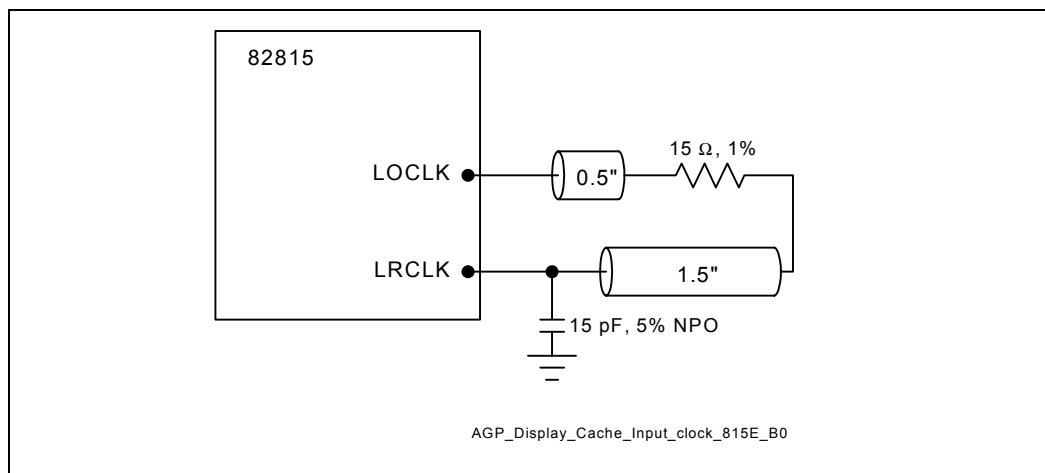 82815
15 Ω, 1%
LOCLK
0.5"
LRCLK
1.5"
15 pF, 5% NPO
AGP_Display_Cache_Input_clock_815E_B0